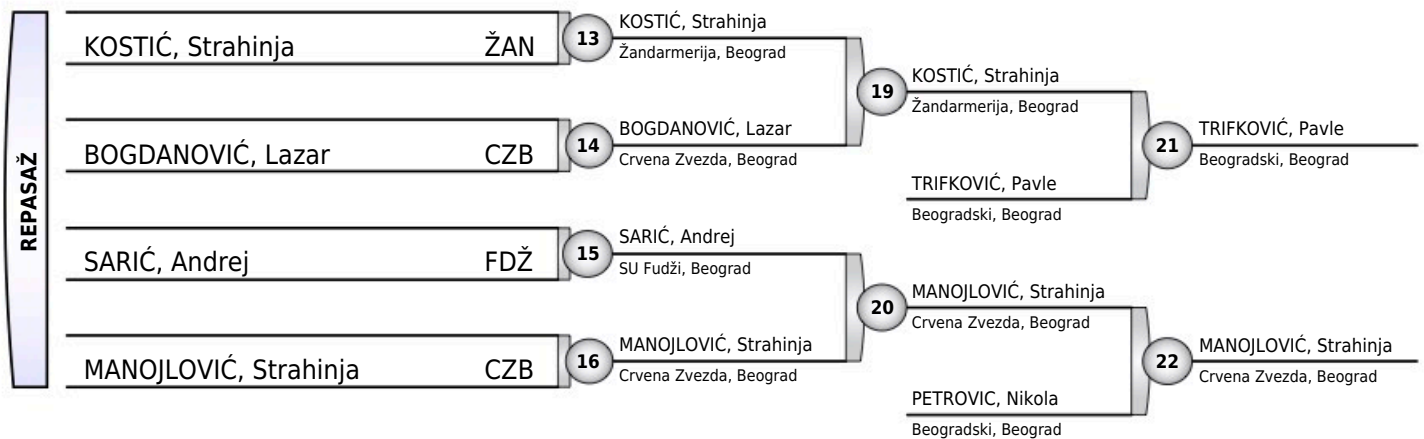 REPASAŽ
KOSTIĆ, Strahinja ŽAN
BOGDANOVIĆ, Lazar CZB
SARIĆ, Andrej FDŽ
MANOJLOVIĆ, Strahinja CZB
13
KOSTIĆ, Strahinja
Žandarmerija, Beograd
14
BOGDANOVIĆ, Lazar
Crvena Zvezda, Beograd
15
SARIĆ, Andrej
SU Fudži, Beograd
16
MANOJLOVIĆ, Strahinja
Crvena Zvezda, Beograd
19
KOSTIĆ, Strahinja
Žandarmerija, Beograd
TRIFKOVIĆ, Pavle
Beogradski, Beograd
20
MANOJLOVIĆ, Strahinja
Crvena Zvezda, Beograd
PETROVIC, Nikola
Beogradski, Beograd
21
TRIFKOVIĆ, Pavle
Beogradski, Beograd
22
MANOJLOVIĆ, Strahinja
Crvena Zvezda, Beograd